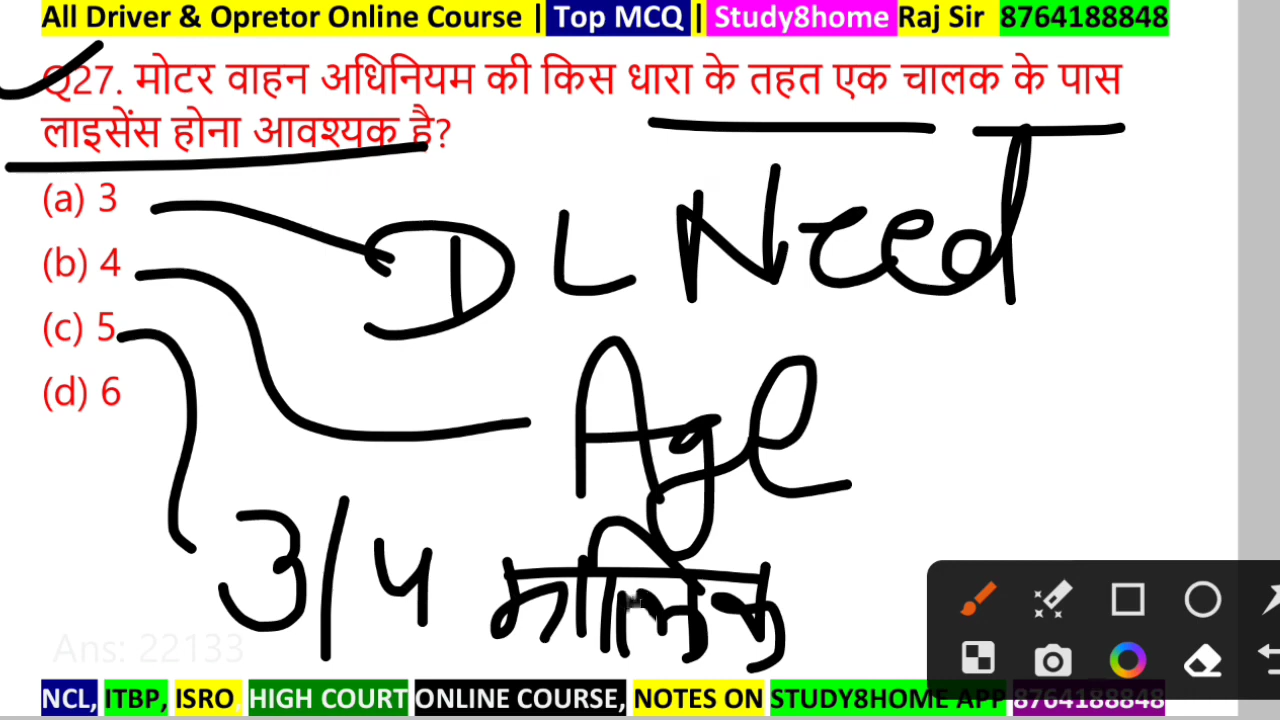 All Driver & Opretor Online Course | Top MCQ | Study8home Raj Sir 8764188848
Q27. मोटर वाहन अधिनियम की किस धारा के तहत एक चालक के पास
लाइसेंस होना आवश्यक है?
(a) 3
(b) 4
(c) 5
(d) 6
D L Need
Age
3/4 मालिक
Ans: 22133
NCL, ITBP, ISRO, HIGH COURT ONLINE COURSE, NOTES ON STUDY8HOME APP 8764188848